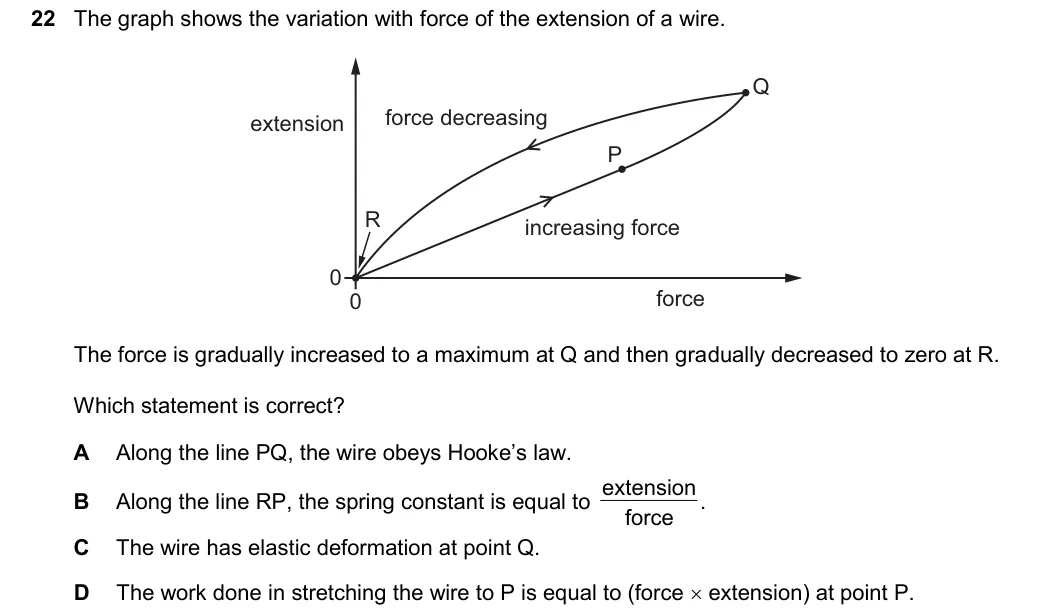 22 The graph shows the variation with force of the extension of a wire.
Q
extension
force decreasing
P
R
increasing force
0
0
force
The force is gradually increased to a maximum at Q and then gradually decreased to zero at R.
Which statement is correct?
A Along the line PQ, the wire obeys Hooke's law.
B Along the line RP, the spring constant is equal to extension/force.
C The wire has elastic deformation at point Q.
D The work done in stretching the wire to P is equal to (force × extension) at point P.